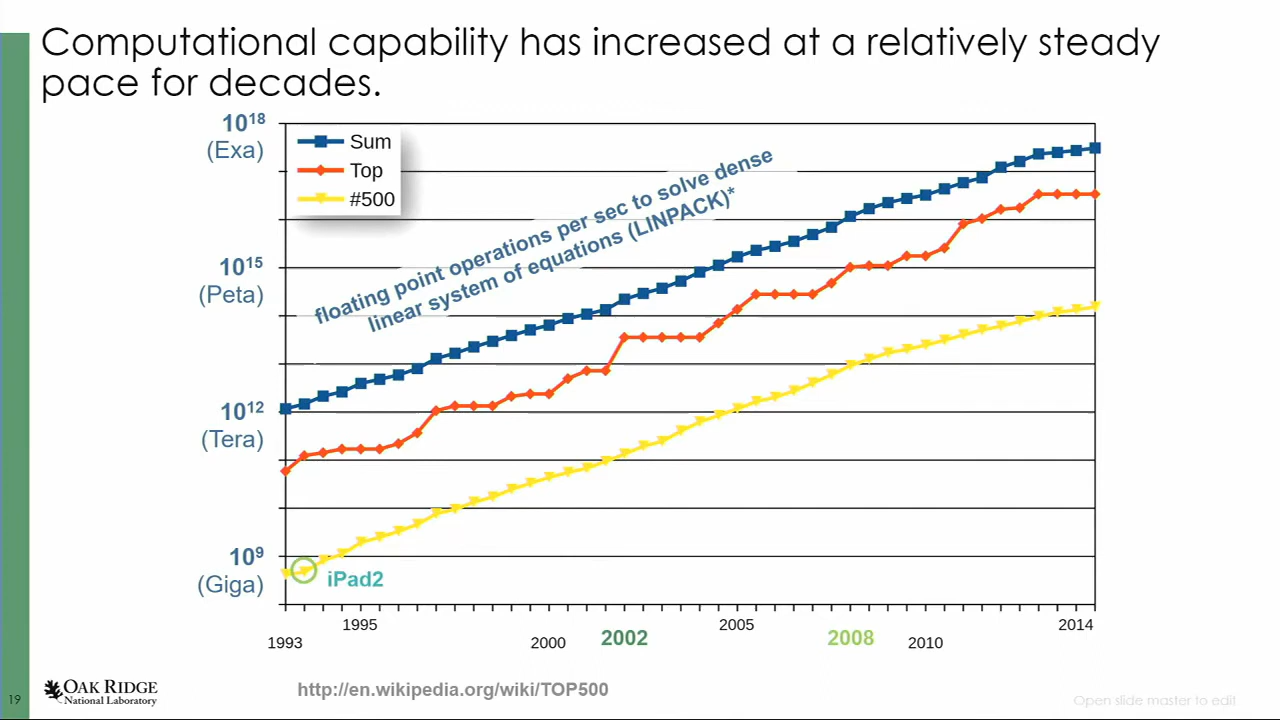 Computational capability has increased at a relatively steady
pace for decades.
10¹⁸
(Exa)
Sum
Top
#500
floating point operations per sec to solve dense
linear system of equations (LINPACK)*
10¹⁵
(Peta)
10¹²
(Tera)
10⁹
(Giga)
iPad2
1993
1995
2000
2002
2005
2008
2010
2014
http://en.wikipedia.org/wiki/TOP500
19
OAK RIDGE
National Laboratory
Open slide master to edit